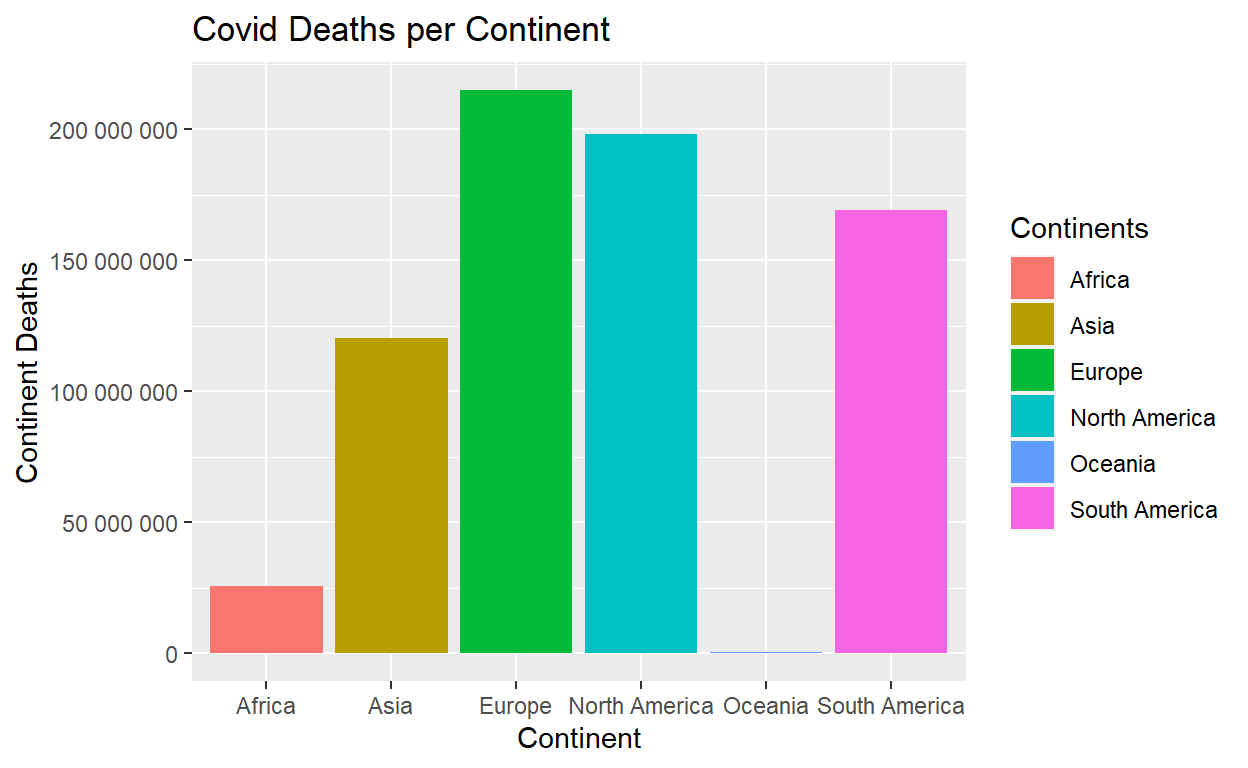 Covid Deaths per Continent
Continent Deaths
200 000 000
150 000 000
100 000 000
50 000 000
0
Africa Asia Europe North America Oceania South America
Continent
Continents
Africa
Asia
Europe
North America
Oceania
South America